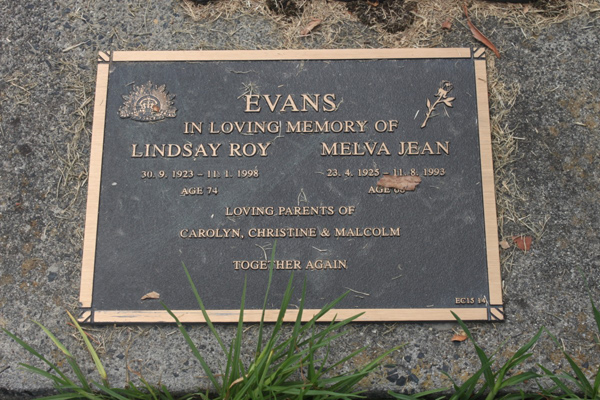 EVANS
IN LOVING MEMORY OF
LINDSAY ROY MELVA JEAN
30. 9. 1923 – 11. 1. 1998 23. 4. 1925 – 11. 8. 1993
AGE 74 AGE 68
LOVING PARENTS OF
CAROLYN, CHRISTINE & MALCOLM
TOGETHER AGAIN
EC15 14